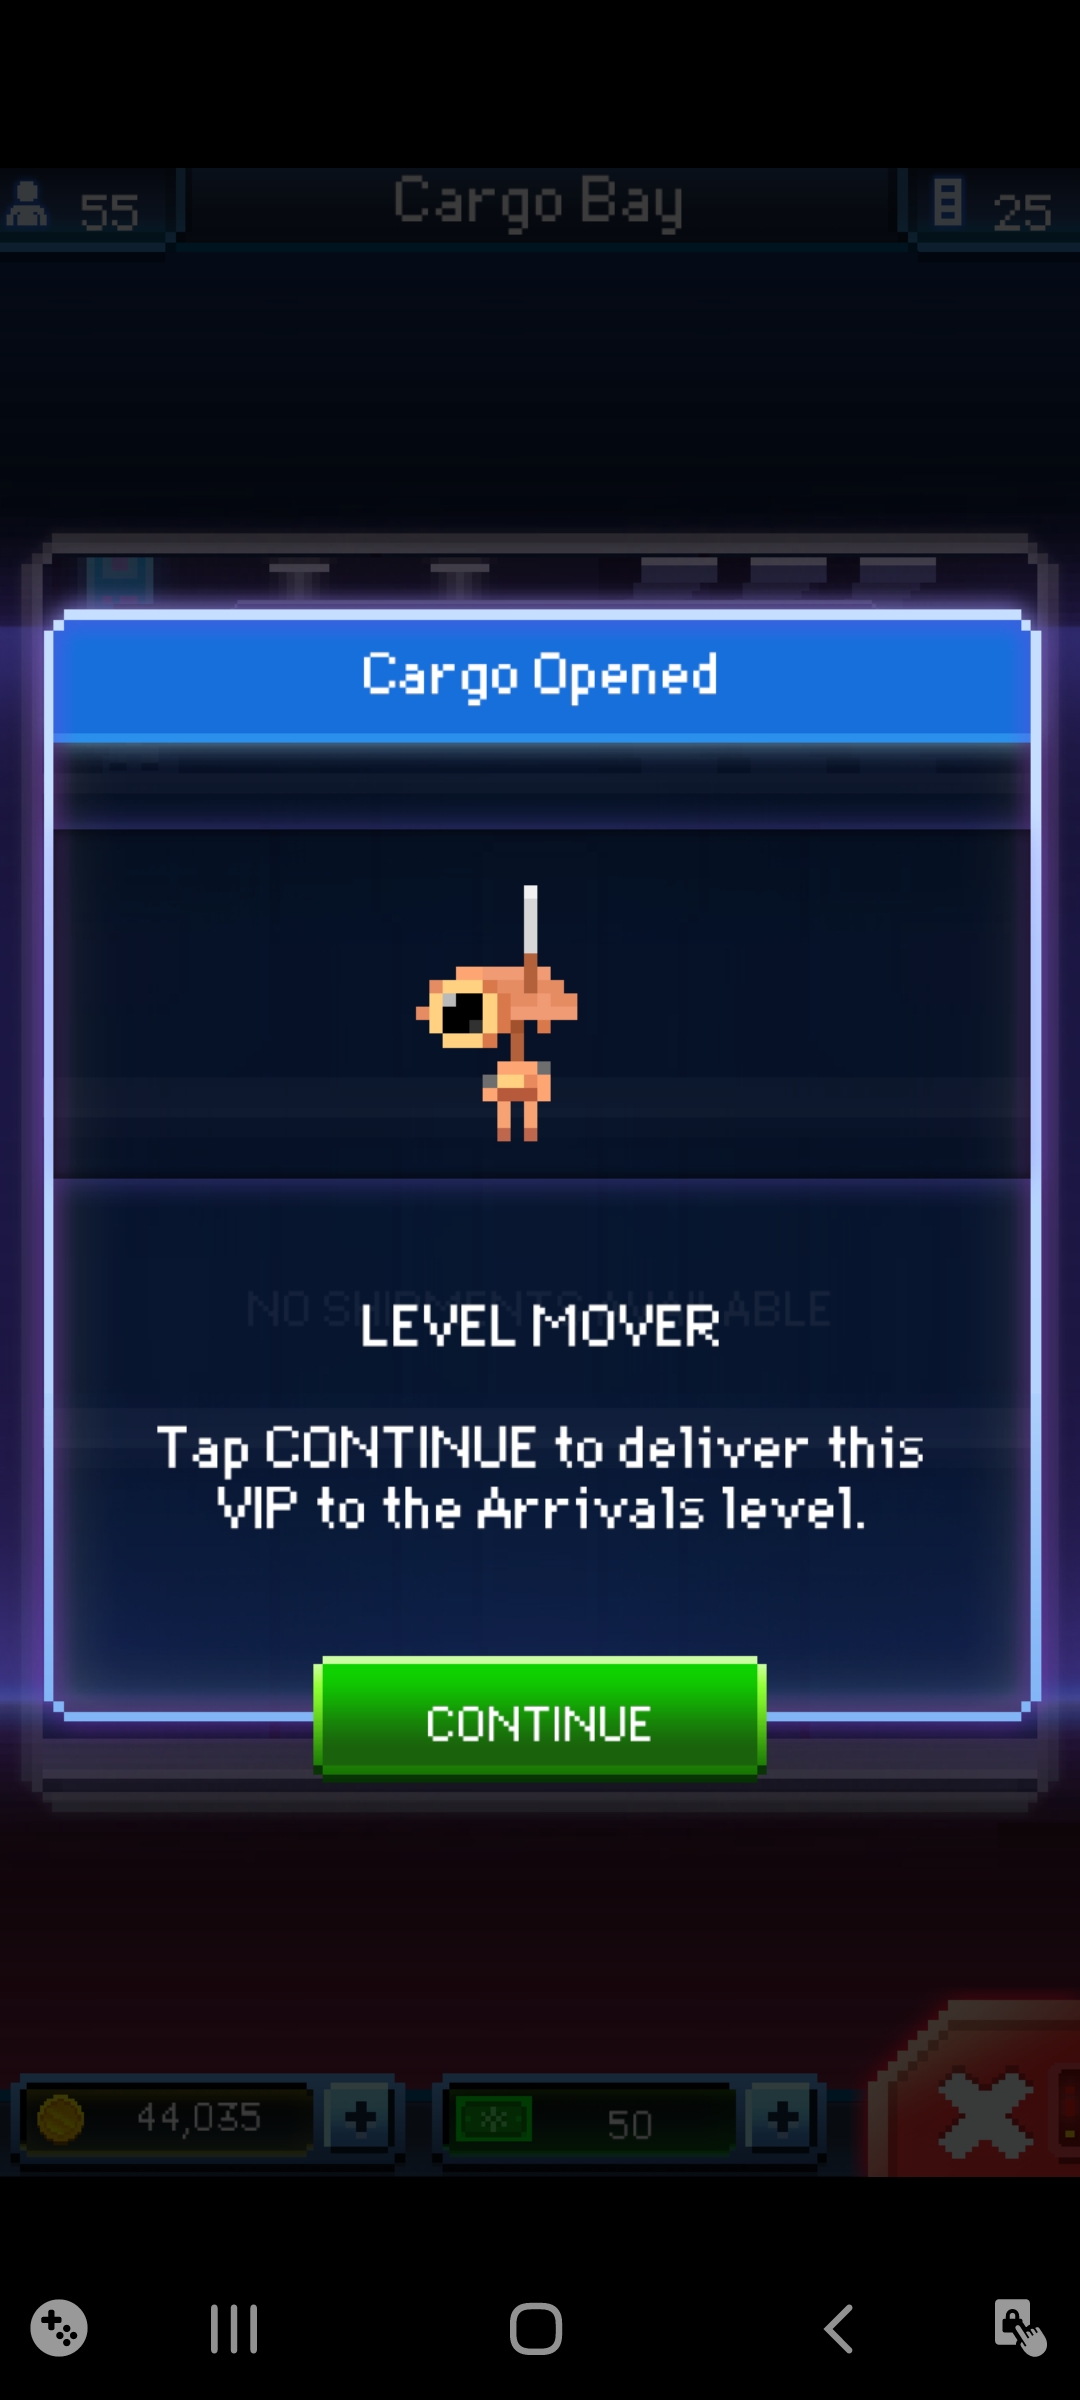 55
Cargo Bay
25
Cargo Opened
NO SHIPMENTS AVAILABLE
LEVEL MOVER
Tap CONTINUE to deliver this
VIP to the Arrivals level.
CONTINUE
44,035
50